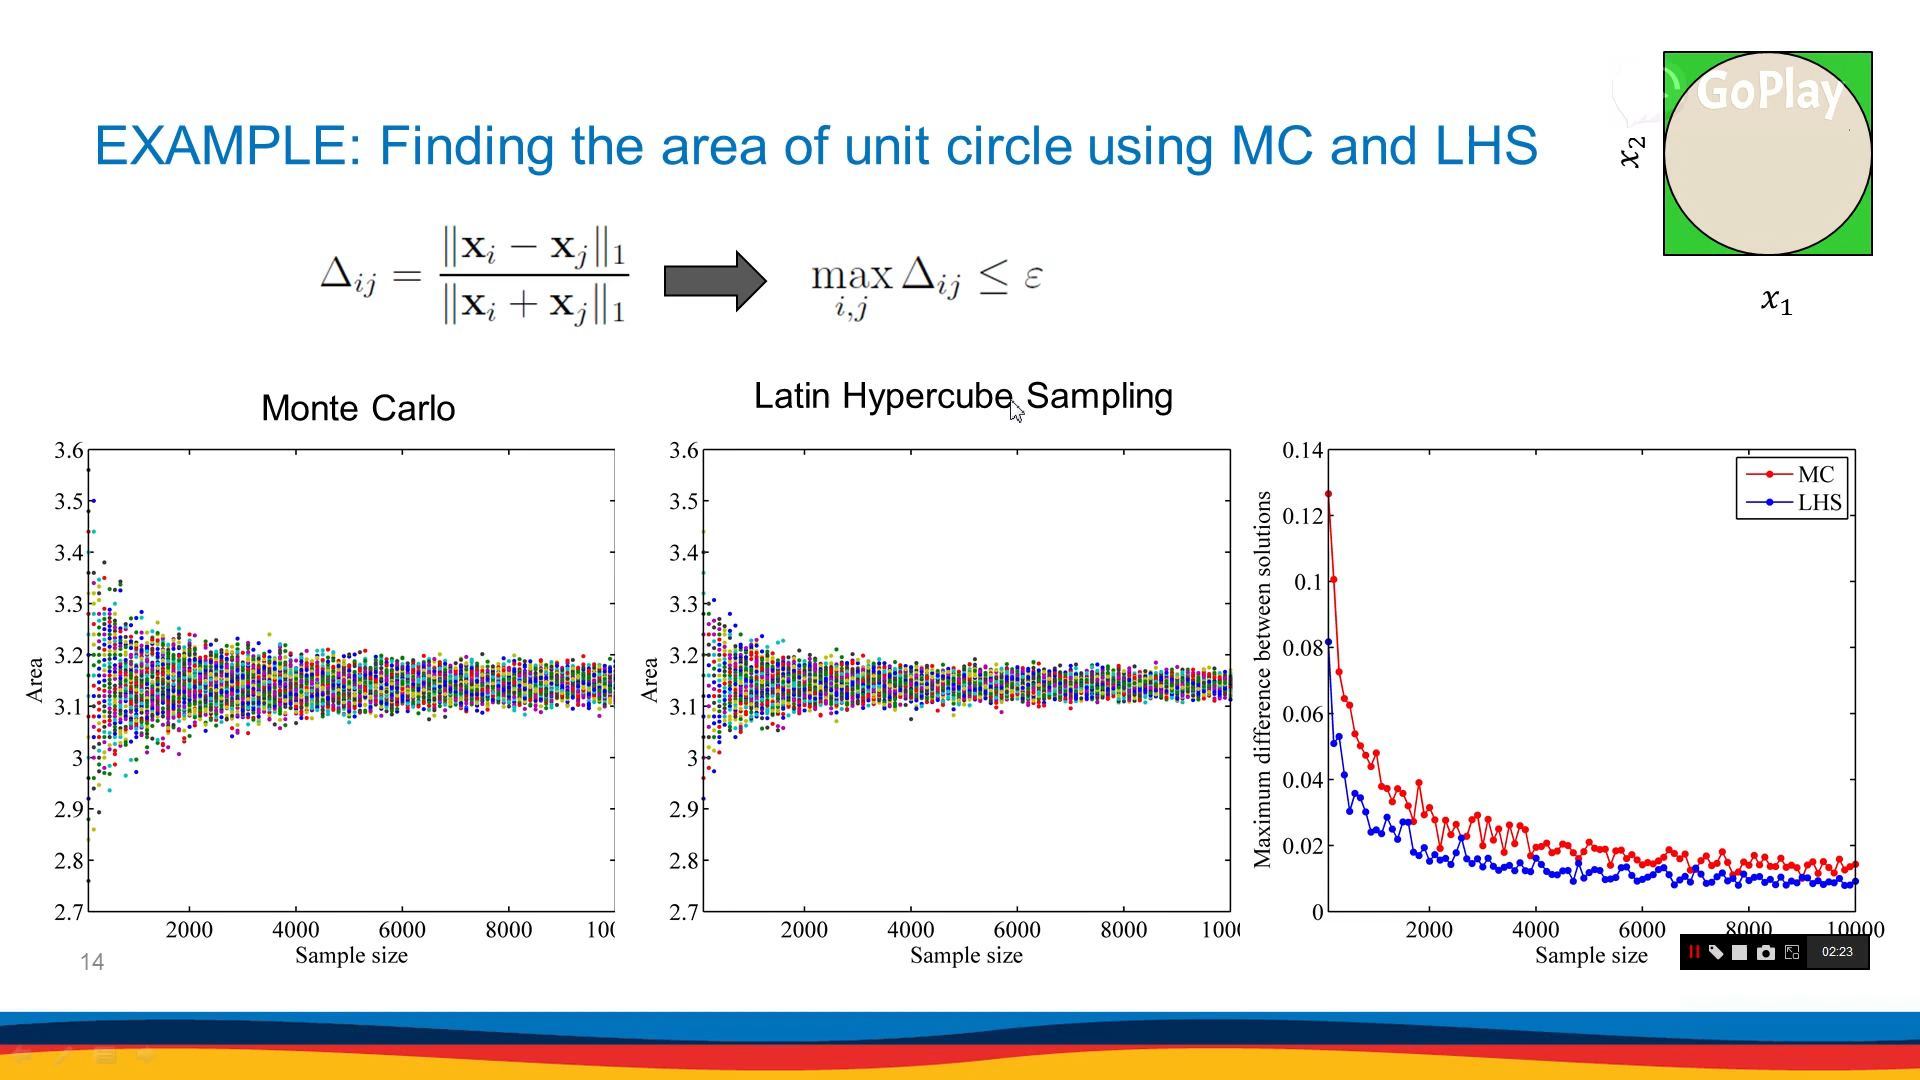 GoPlay
EXAMPLE: Finding the area of unit circle using MC and LHS
x₂
x₁
Δᵢⱼ = ‖xᵢ − xⱼ‖₁ / ‖xᵢ + xⱼ‖₁
max Δᵢⱼ ≤ ε
i,j
Monte Carlo
3.6
3.5
3.4
3.3
3.2
3.1
3
2.9
2.8
2.7
Area
2000 4000 6000 8000 100
Sample size
Latin Hypercube Sampling
3.6
3.5
3.4
3.3
3.2
3.1
3
2.9
2.8
2.7
Area
2000 4000 6000 8000 1000
Sample size
0.14
0.12
0.1
0.08
0.06
0.04
0.02
0
Maximum difference between solutions
MC
LHS
2000 4000 6000 8000 10000
Sample size
02:23
14